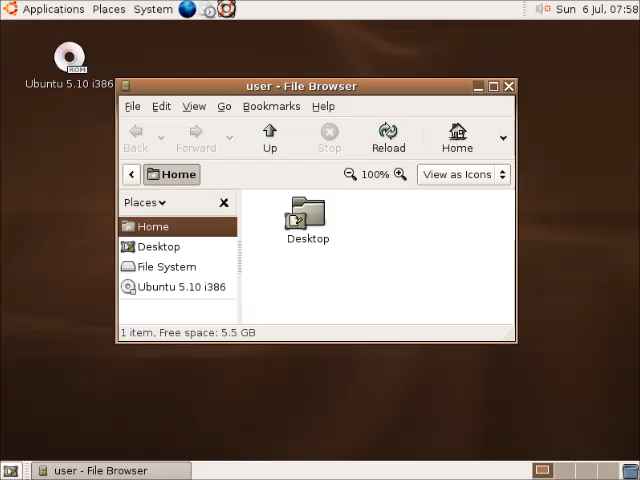 Applications Places System
Sun 6 Jul, 07:58
ROM
Ubuntu 5.10 i386
user - File Browser
File Edit View Go Bookmarks Help
Back Forward Up Stop Reload Home
Home 100% View as Icons
Places
Home
Desktop
File System
Ubuntu 5.10 i386
Desktop
1 item, Free space: 5.5 GB
user - File Browser